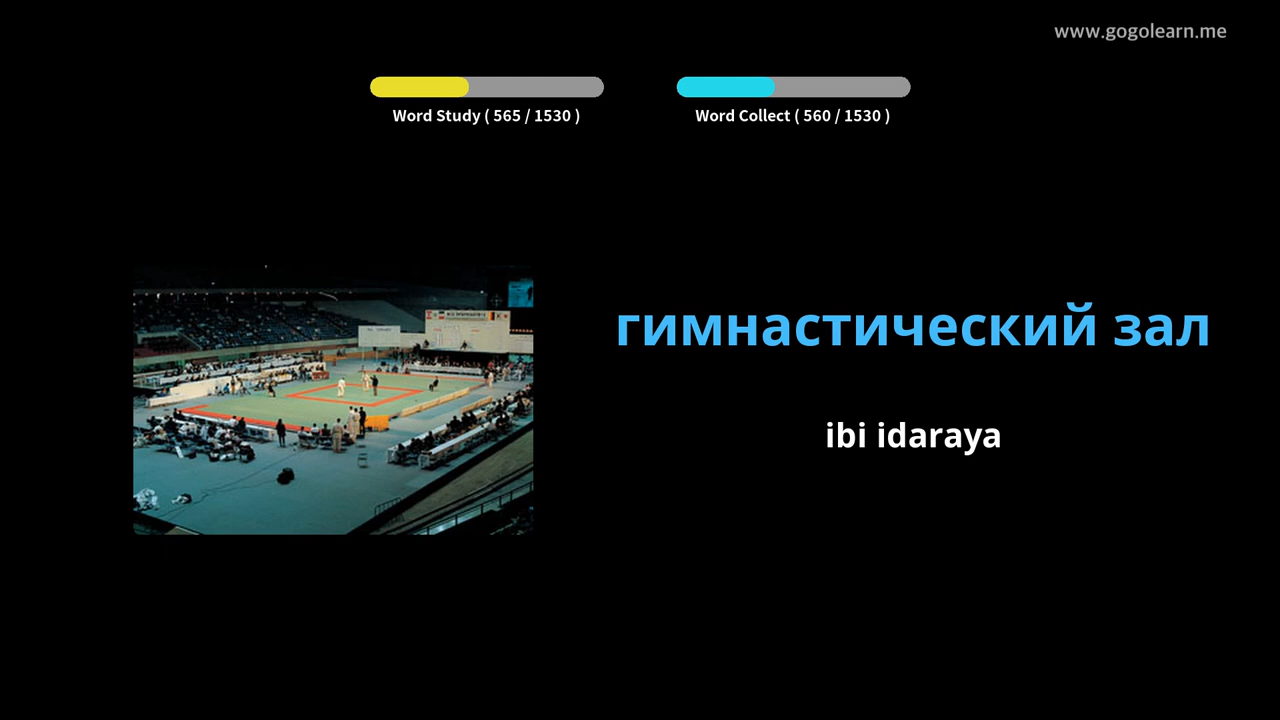 www.gogolearn.me
Word Study ( 565 / 1530 )
Word Collect ( 560 / 1530 )
гимнастический зал
ibi idaraya